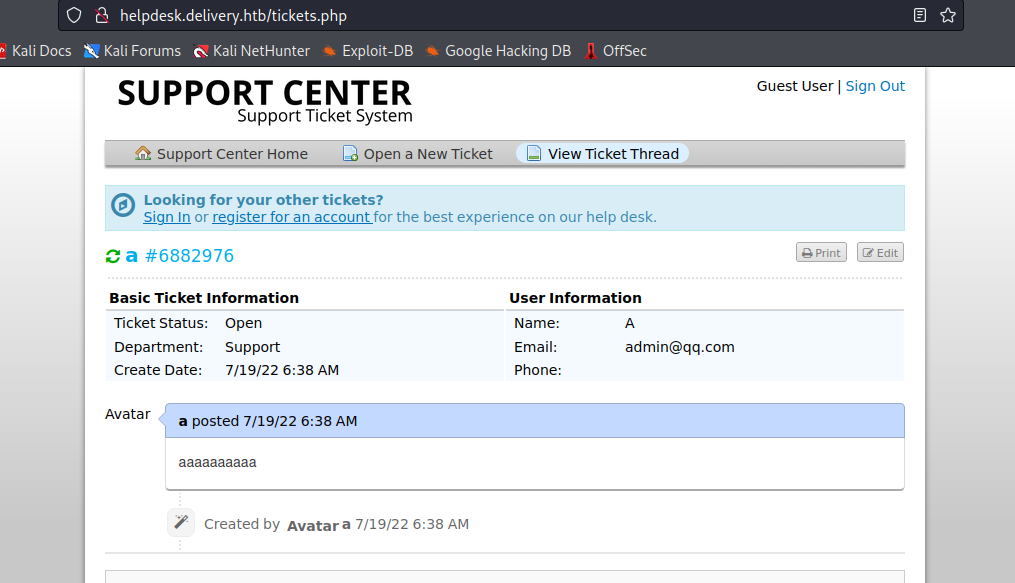 helpdesk.delivery.htb/tickets.php
Kali Docs Kali Forums Kali NetHunter Exploit-DB Google Hacking DB OffSec
SUPPORT CENTER
Support Ticket System
Guest User | Sign Out
Support Center Home Open a New Ticket View Ticket Thread
Looking for your other tickets?
Sign In or register for an account for the best experience on our help desk.
a #6882976
Print Edit
Basic Ticket Information User Information
Ticket Status: Open Name: A
Department: Support Email: admin@qq.com
Create Date: 7/19/22 6:38 AM Phone:
Avatar
a posted 7/19/22 6:38 AM
aaaaaaaaaa
Created by Avatar a 7/19/22 6:38 AM